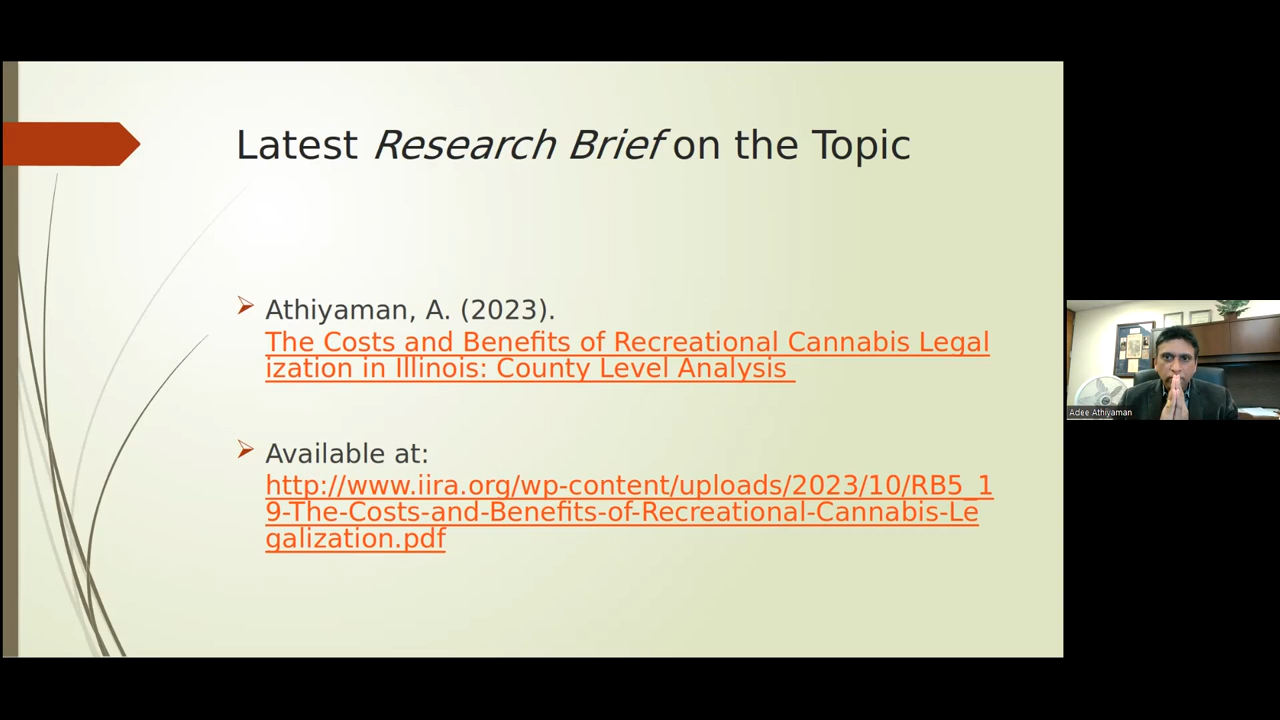 Latest Research Brief on the Topic
Athiyaman, A. (2023).
The Costs and Benefits of Recreational Cannabis Legal
ization in Illinois: County Level Analysis
Available at:
http://www.iira.org/wp-content/uploads/2023/10/RB5_1
9-The-Costs-and-Benefits-of-Recreational-Cannabis-Le
galization.pdf
Adee Athiyaman